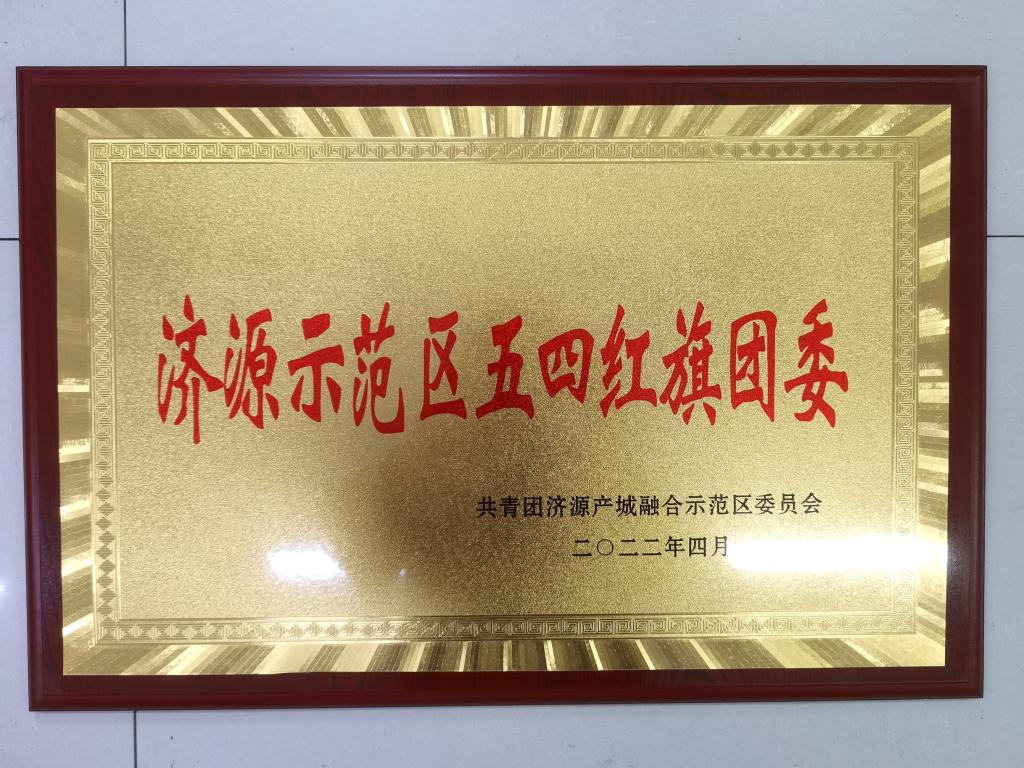 济源示范区五四红旗团委
共青团济源产城融合示范区委员会
二〇二二年四月